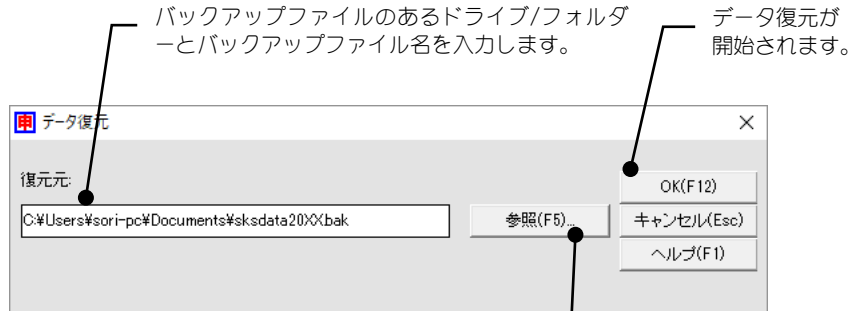 バックアップファイルのあるドライブ/フォルダ
ーとバックアップファイル名を入力します。
データ復元が
開始されます。
申 データ復元
復元元:
C:¥Users¥sori-pc¥Documents¥sksdata20XX.bak
参照(F5)...
OK(F12)
キャンセル(Esc)
ヘルプ(F1)